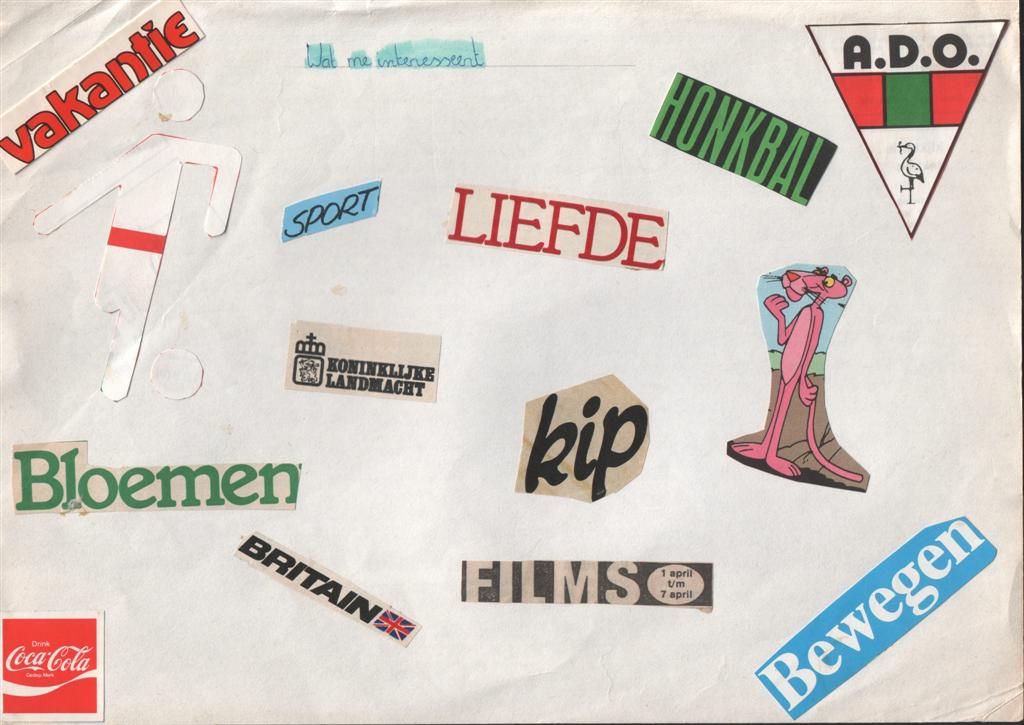 vakantie
Wat me interesseert
A.D.O.
HONKBAL
SPORT
LIEFDE
KONINKLIJKE
LANDMACHT
kip
Bloemen
BRITAIN
FILMS
1 april
t/m
7 april
Bewegen
Drink
Coca-Cola
Gedep. Merk